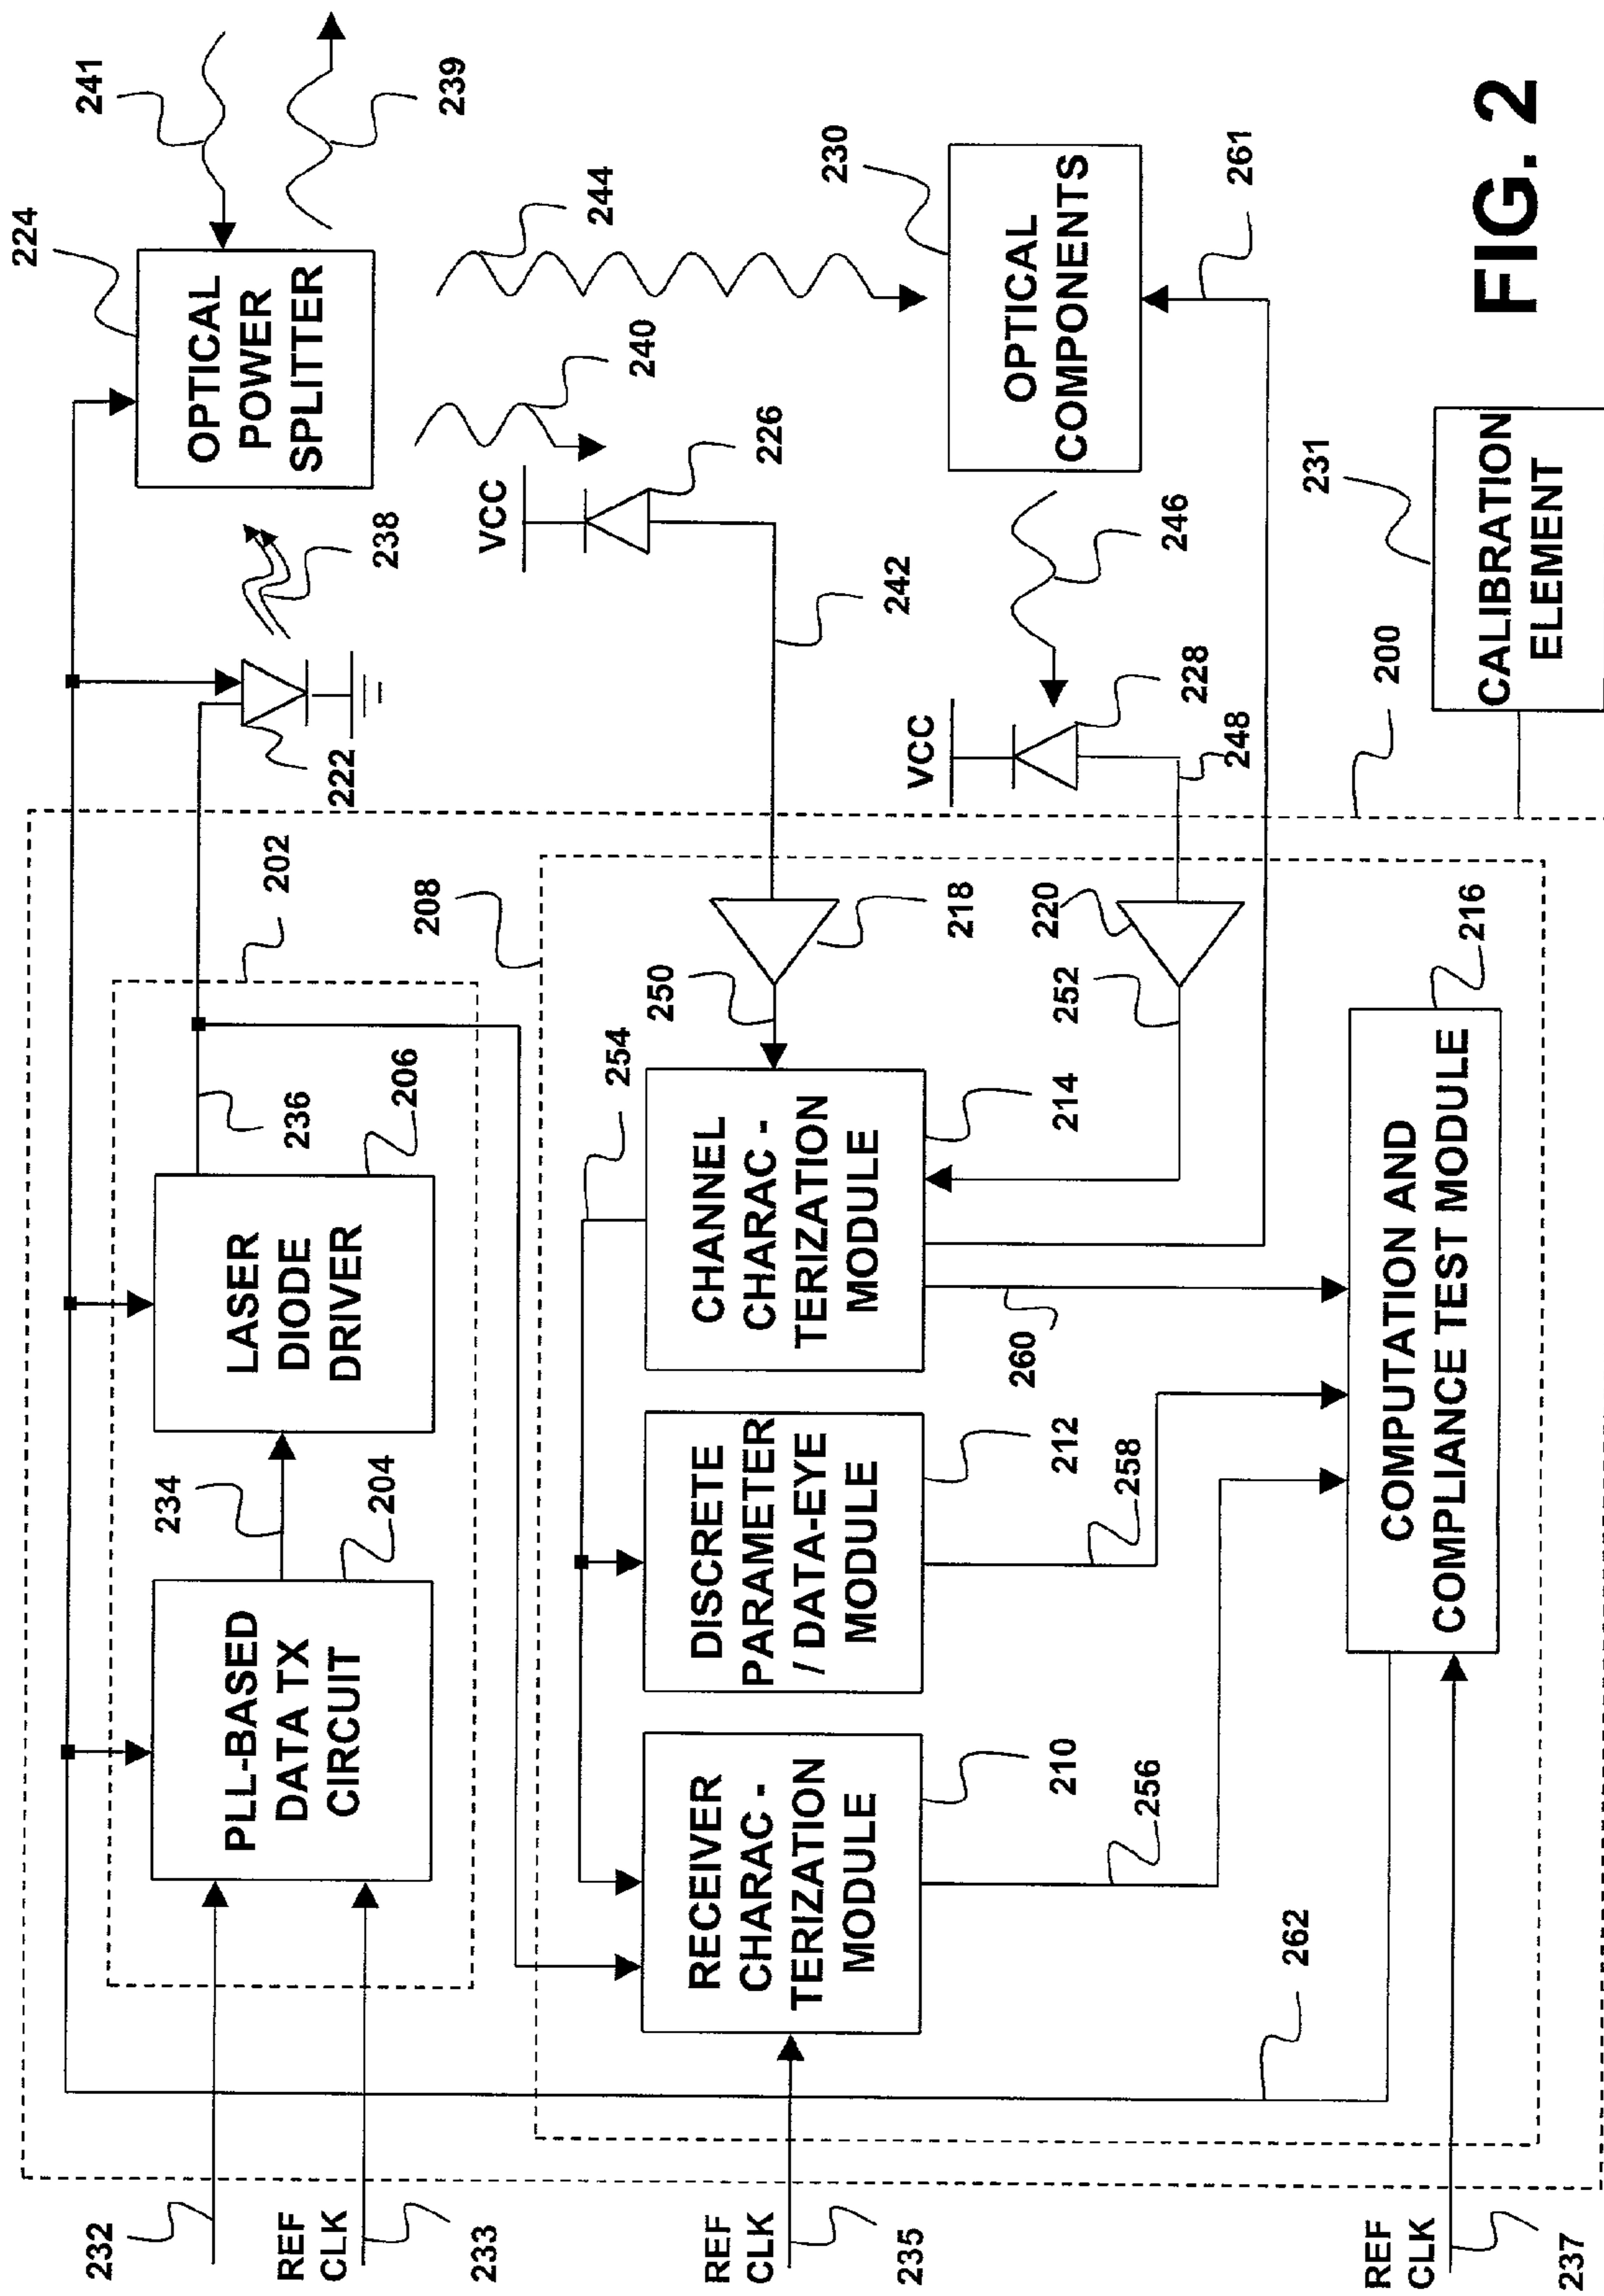 241
239
224
OPTICAL
POWER
SPLITTER
238
222
244
240
226
VCC
242
230
OPTICAL
COMPONENTS
261
246
VCC
228
248
231
CALIBRATION
ELEMENT
200
202
236
LASER
DIODE
DRIVER
206
234
PLL-BASED
DATA TX
CIRCUIT
204
232
REF
CLK
233
208
218
220
250
252
254
CHANNEL
CHARAC -
TERIZATION
MODULE
214
260
DISCRETE
PARAMETER
/ DATA-EYE
MODULE
212
258
RECEIVER
CHARAC -
TERIZATION
MODULE
210
256
REF
CLK
235
216
COMPUTATION AND
COMPLIANCE TEST MODULE
262
REF
CLK
237
FIG. 2